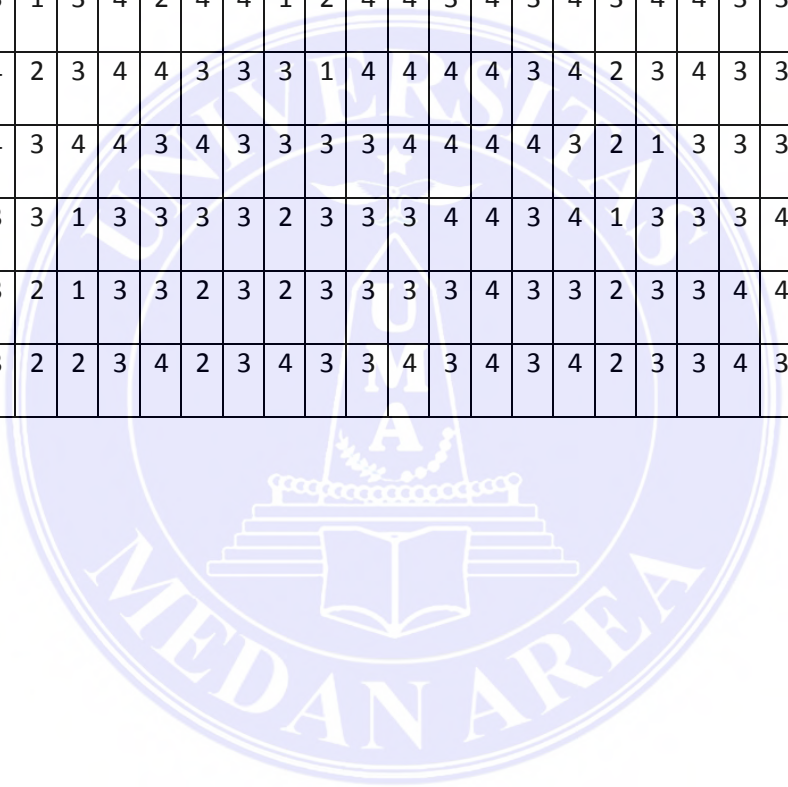 2 3 4 4 3 3 3 1 4 4 4 4 3 4 2 3 4 3 3
3 4 4 3 4 3 3 3 3 4 4 4 4 3 2 1 3 3 3
3 1 3 3 3 3 2 3 3 3 4 4 3 4 1 3 3 3 4
2 1 3 3 2 3 2 3 3 3 3 4 3 3 2 3 3 4 4
2 2 3 4 2 3 4 3 3 4 3 4 3 4 2 3 3 4 3
UNIVERSITAS
UMA
MEDAN AREA